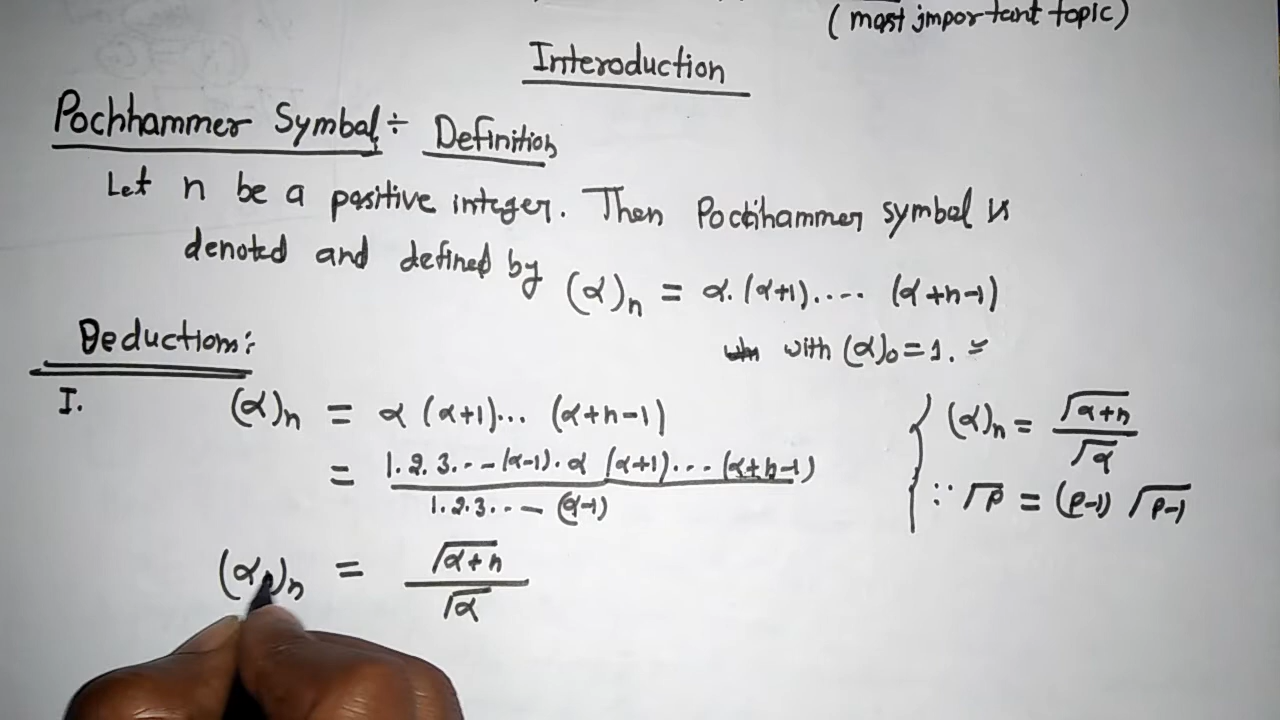 (most important topic)
Interoduction
Pochhammer Symbol ÷ Definition
Let n be a positive integer. Then Pochhammer symbol is
denoted and defined by (α)n = α.(α+1).... (α+n-1)
with (α)0 = 1.
Deductions:
I. (α)n = α (α+1)... (α+n-1)
= 1.2.3...-(α-1).α (α+1)...(α+n-1) / 1.2.3...-(α-1)
{ (α)n = Γα+n / Γα
∵ Γp = (p-1) Γp-1
(α)n = Γα+n / Γα